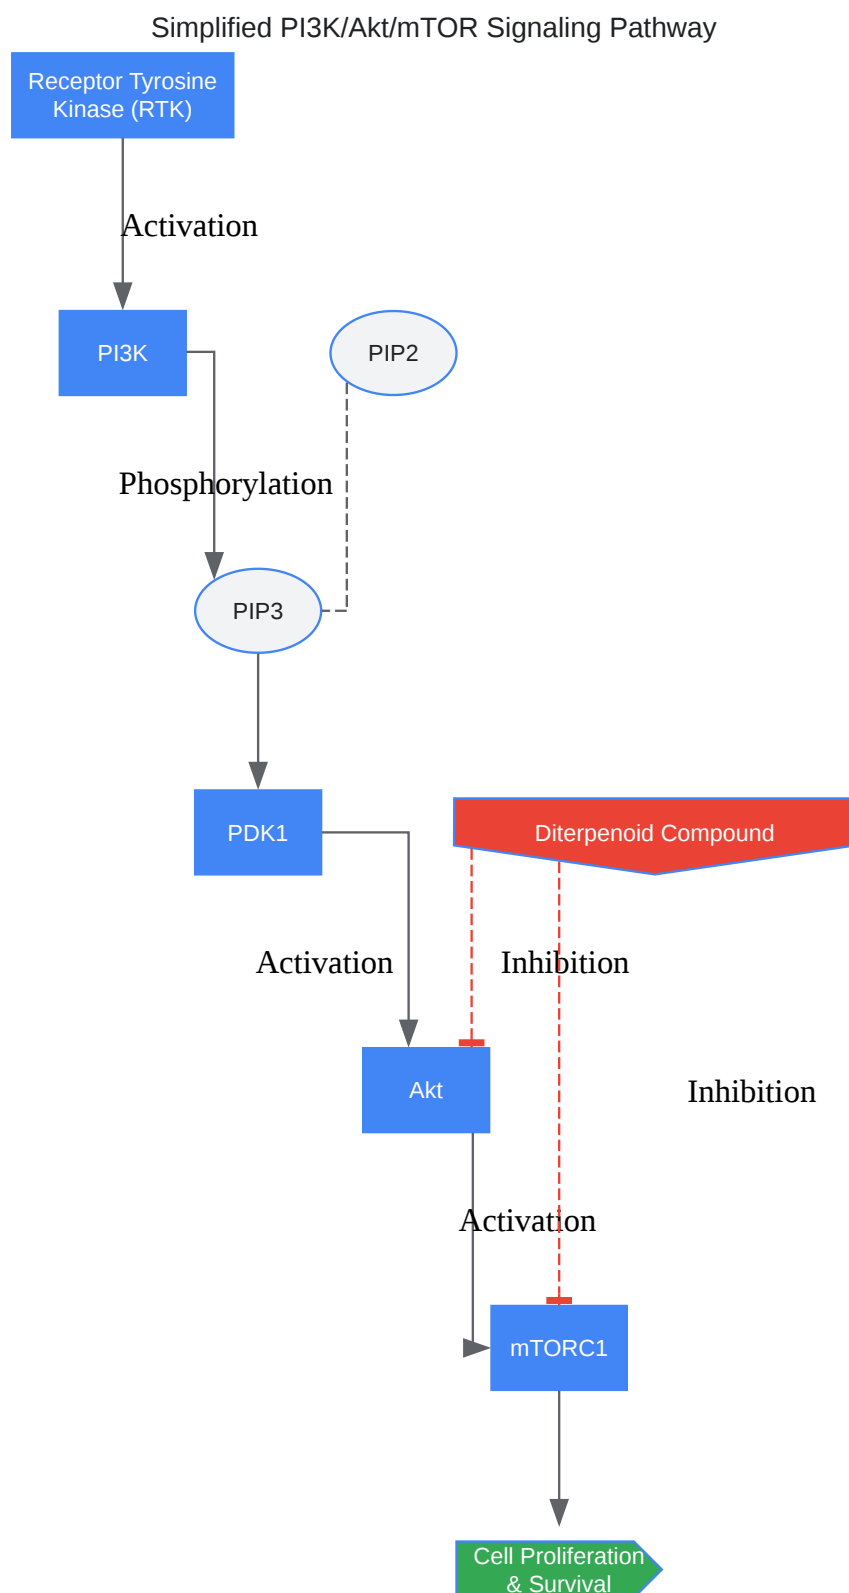 Simplified PI3K/Akt/mTOR Signaling Pathway
Receptor Tyrosine
Kinase (RTK)
Activation
PI3K
PIP2
Phosphorylation
PIP3
PDK1
Diterpenoid Compound
Activation
Inhibition
Akt
Inhibition
Activation
mTORC1
Cell Proliferation
& Survival